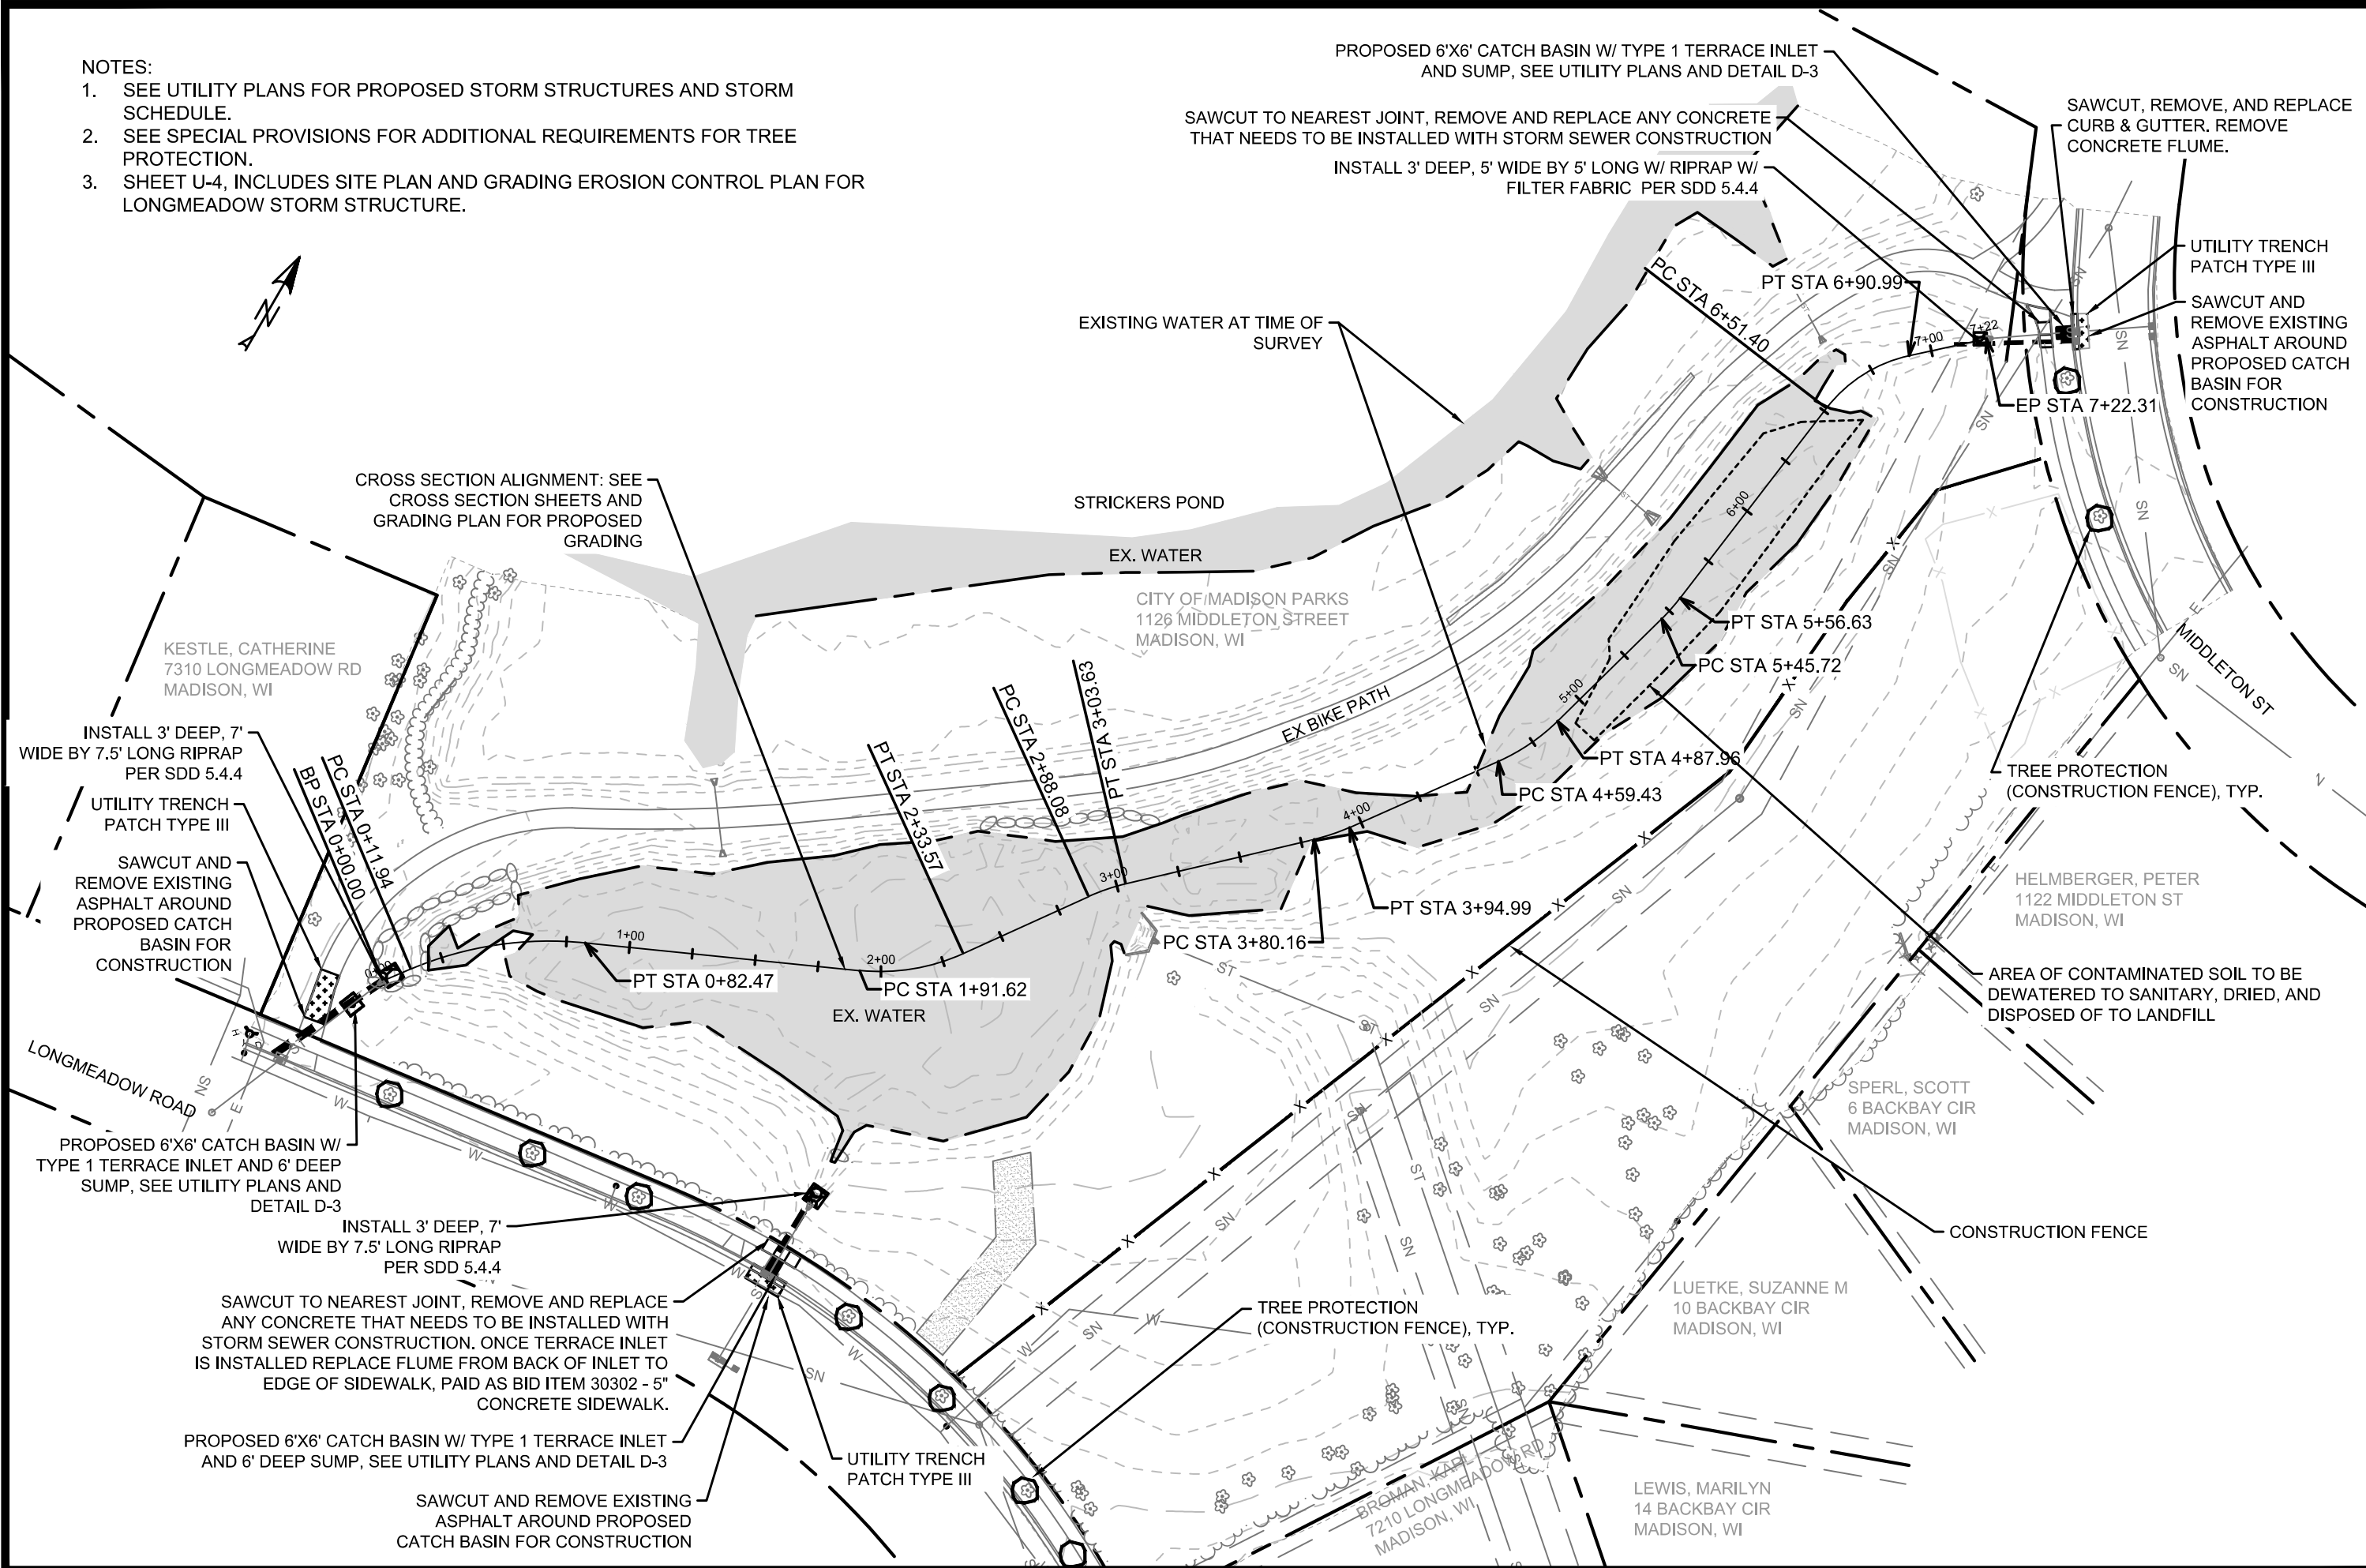 NOTES:
1. SEE UTILITY PLANS FOR PROPOSED STORM STRUCTURES AND STORM
SCHEDULE.
2. SEE SPECIAL PROVISIONS FOR ADDITIONAL REQUIREMENTS FOR TREE
PROTECTION.
3. SHEET U-4, INCLUDES SITE PLAN AND GRADING EROSION CONTROL PLAN FOR
LONGMEADOW STORM STRUCTURE.
N
PROPOSED 6'X6' CATCH BASIN W/ TYPE 1 TERRACE INLET
AND SUMP, SEE UTILITY PLANS AND DETAIL D-3
SAWCUT TO NEAREST JOINT, REMOVE AND REPLACE ANY CONCRETE
THAT NEEDS TO BE INSTALLED WITH STORM SEWER CONSTRUCTION
INSTALL 3' DEEP, 5' WIDE BY 5' LONG W/ RIPRAP W/
FILTER FABRIC PER SDD 5.4.4
SAWCUT, REMOVE, AND REPLACE
CURB & GUTTER. REMOVE
CONCRETE FLUME.
UTILITY TRENCH
PATCH TYPE III
SAWCUT AND
REMOVE EXISTING
ASPHALT AROUND
PROPOSED CATCH
BASIN FOR
CONSTRUCTION
EXISTING WATER AT TIME OF
SURVEY
PC STA 6+51.40
PT STA 6+90.99
7+00
7+22
EP STA 7+22.31
CROSS SECTION ALIGNMENT: SEE
CROSS SECTION SHEETS AND
GRADING PLAN FOR PROPOSED
GRADING
STRICKERS POND
EX. WATER
CITY OF MADISON PARKS
1126 MIDDLETON STREET
MADISON, WI
6+00
PT STA 5+56.63
PC STA 5+45.72
5+00
PT STA 4+87.96
PC STA 4+59.43
MIDDLETON ST
KESTLE, CATHERINE
7310 LONGMEADOW RD
MADISON, WI
INSTALL 3' DEEP, 7'
WIDE BY 7.5' LONG RIPRAP
PER SDD 5.4.4
UTILITY TRENCH
PATCH TYPE III
SAWCUT AND
REMOVE EXISTING
ASPHALT AROUND
PROPOSED CATCH
BASIN FOR
CONSTRUCTION
BP STA 0+00.00
PC STA 0+11.94
PT STA 2+33.57
PC STA 2+88.08
PT STA 3+03.63
EX BIKE PATH
4+00
3+00
1+00
2+00
PT STA 0+82.47
PC STA 1+91.62
EX. WATER
PC STA 3+80.16
PT STA 3+94.99
TREE PROTECTION
(CONSTRUCTION FENCE), TYP.
HELMBERGER, PETER
1122 MIDDLETON ST
MADISON, WI
AREA OF CONTAMINATED SOIL TO BE
DEWATERED TO SANITARY, DRIED, AND
DISPOSED OF TO LANDFILL
SPERL, SCOTT
6 BACKBAY CIR
MADISON, WI
CONSTRUCTION FENCE
LONGMEADOW ROAD
PROPOSED 6'X6' CATCH BASIN W/
TYPE 1 TERRACE INLET AND 6' DEEP
SUMP, SEE UTILITY PLANS AND
DETAIL D-3
INSTALL 3' DEEP, 7'
WIDE BY 7.5' LONG RIPRAP
PER SDD 5.4.4
SAWCUT TO NEAREST JOINT, REMOVE AND REPLACE
ANY CONCRETE THAT NEEDS TO BE INSTALLED WITH
STORM SEWER CONSTRUCTION. ONCE TERRACE INLET
IS INSTALLED REPLACE FLUME FROM BACK OF INLET TO
EDGE OF SIDEWALK, PAID AS BID ITEM 30302 - 5"
CONCRETE SIDEWALK.
PROPOSED 6'X6' CATCH BASIN W/ TYPE 1 TERRACE INLET
AND 6' DEEP SUMP, SEE UTILITY PLANS AND DETAIL D-3
SAWCUT AND REMOVE EXISTING
ASPHALT AROUND PROPOSED
CATCH BASIN FOR CONSTRUCTION
UTILITY TRENCH
PATCH TYPE III
TREE PROTECTION
(CONSTRUCTION FENCE), TYP.
LUETKE, SUZANNE M
10 BACKBAY CIR
MADISON, WI
BROMAN, KARL
7210 LONGMEADOW RD
MADISON, WI
LEWIS, MARILYN
14 BACKBAY CIR
MADISON, WI